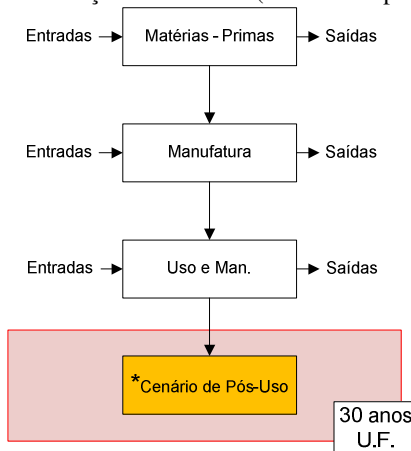 Entradas Matérias - Primas Saídas
Entradas Manufatura Saídas
Entradas Uso e Man. Saídas
*Cenário de Pós-Uso
30 anos
U.F.